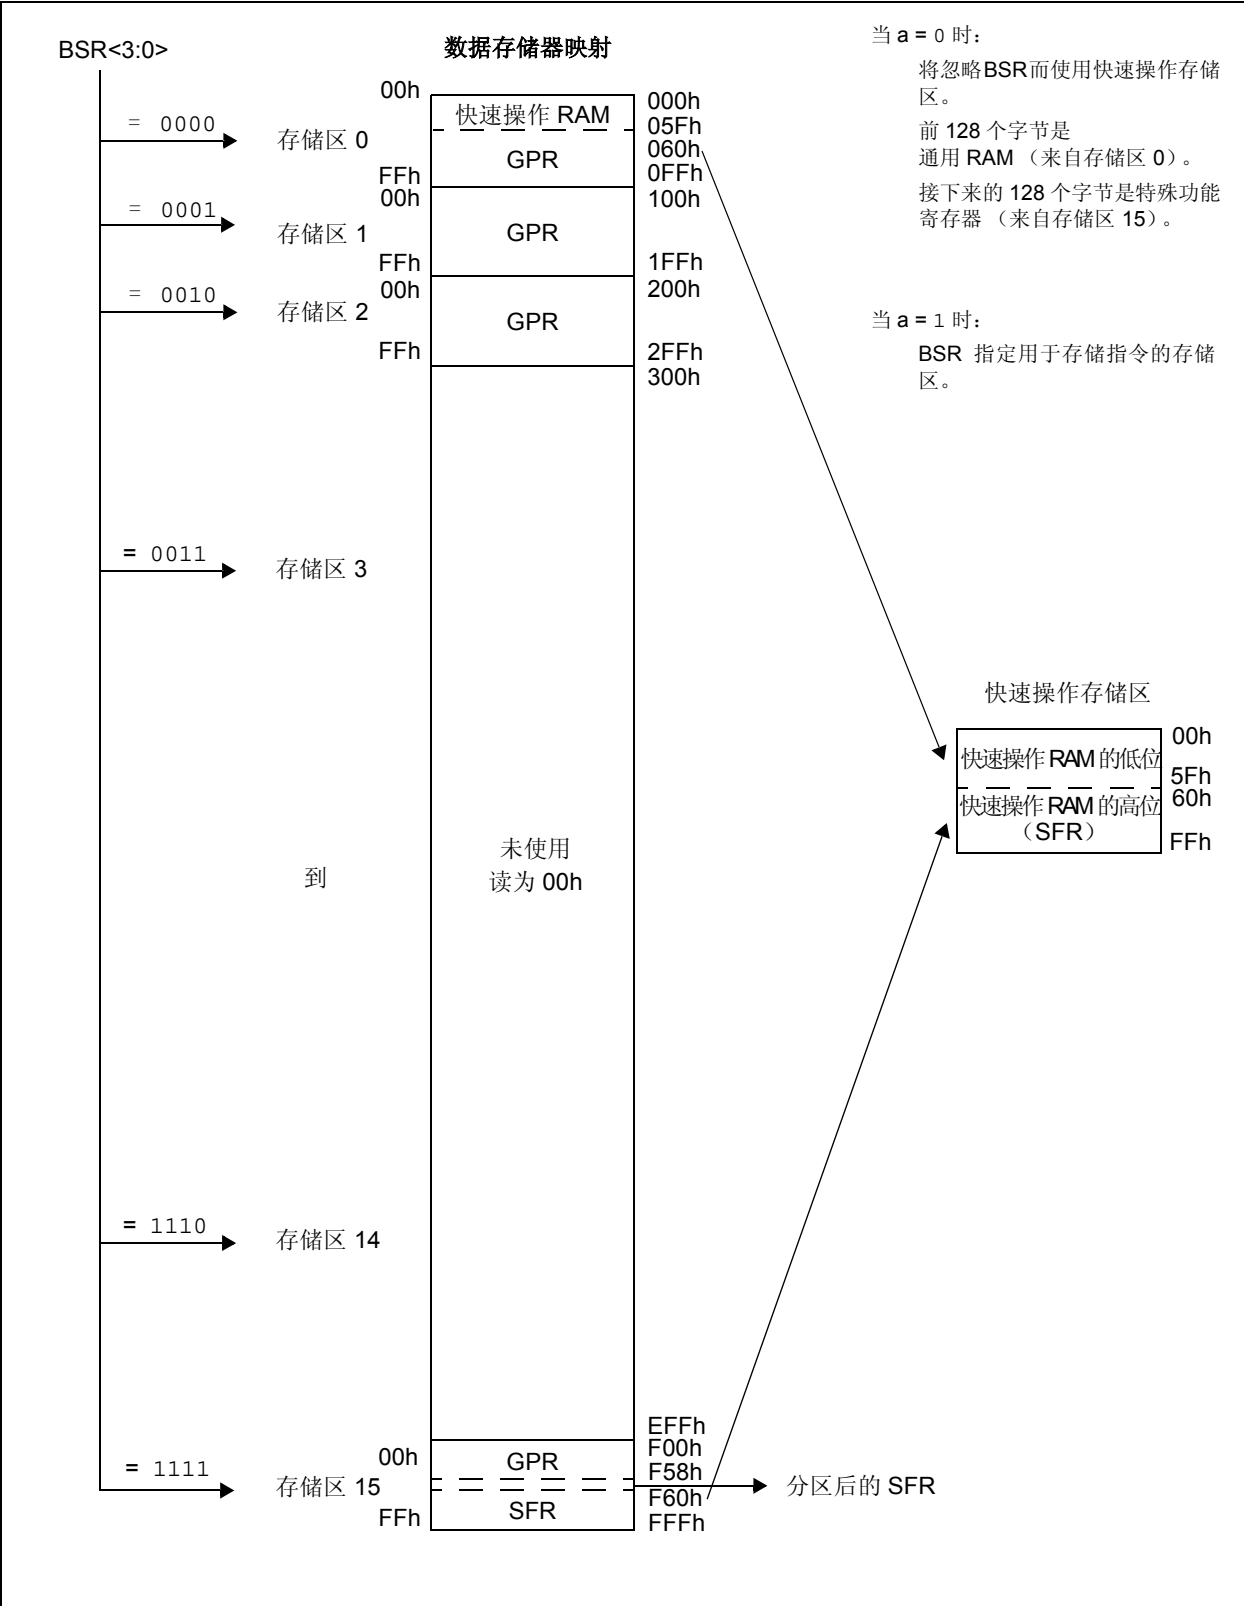 BSR<3:0>
数据存储器映射
当 a = 0 时：
将忽略BSR而使用快速操作存储
区。
前 128 个字节是
通用 RAM （来自存储区 0）。
接下来的 128 个字节是特殊功能
寄存器 （来自存储区 15）。
当 a = 1 时：
BSR 指定用于存储指令的存储
区。
= 0000
存储区 0
00h
FFh
快速操作 RAM
GPR
000h
05Fh
060h
0FFh
= 0001
存储区 1
00h
FFh
GPR
100h
1FFh
= 0010
存储区 2
00h
FFh
GPR
200h
2FFh
300h
= 0011
存储区 3
到
未使用
读为 00h
快速操作存储区
快速操作 RAM 的低位
00h
5Fh
快速操作 RAM 的高位
（SFR）
60h
FFh
= 1110
存储区 14
EFFh
= 1111
存储区 15
00h
FFh
GPR
SFR
F00h
F58h
F60h
FFFh
分区后的 SFR